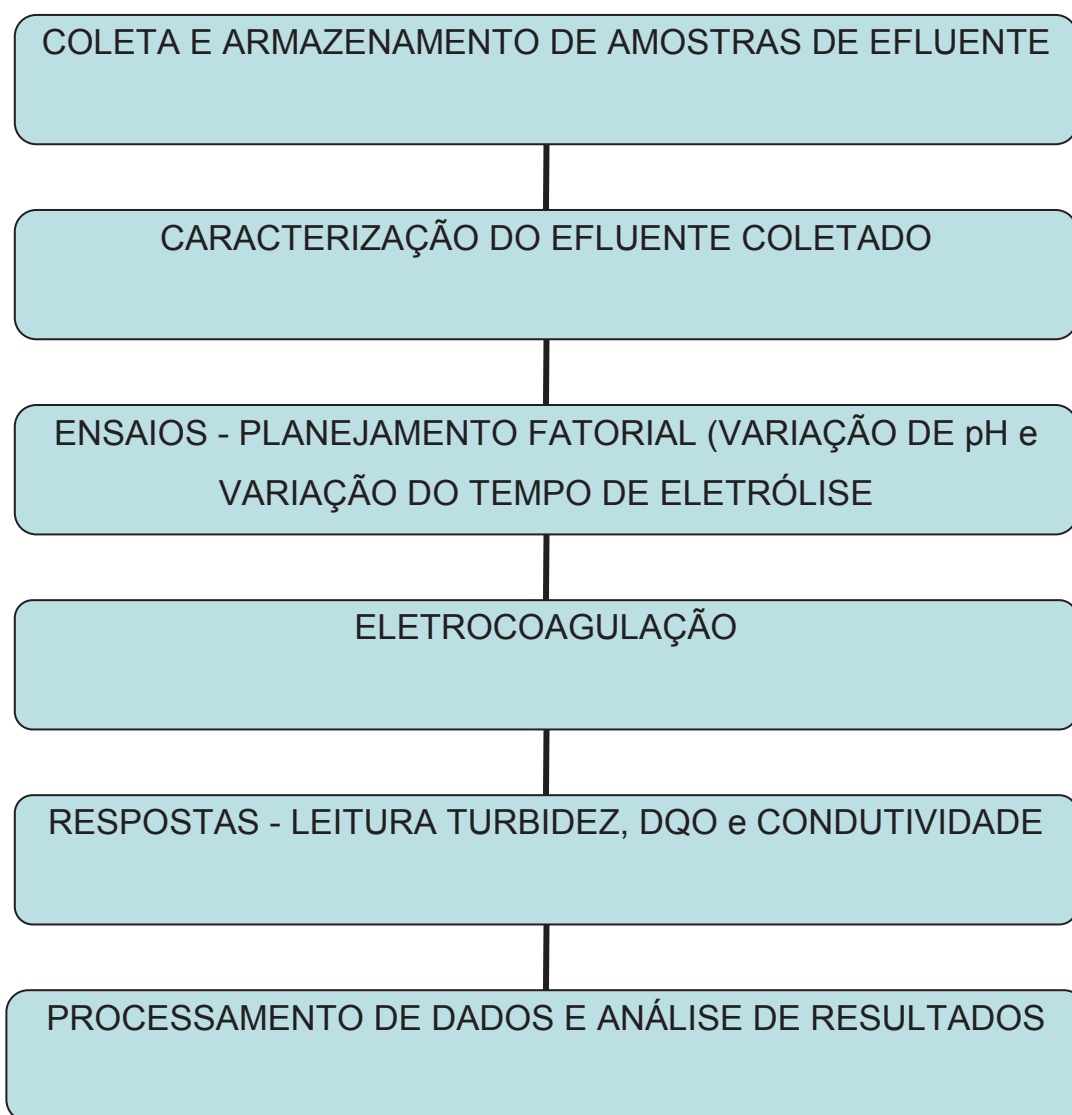 COLETA E ARMAZENAMENTO DE AMOSTRAS DE EFLUENTE
CARACTERIZAÇÃO DO EFLUENTE COLETADO
ENSAIOS - PLANEJAMENTO FATORIAL (VARIAÇÃO DE pH e
VARIAÇÃO DO TEMPO DE ELETRÓLISE
ELETROCOAGULAÇÃO
RESPOSTAS - LEITURA TURBIDEZ, DQO e CONDUTIVIDADE
PROCESSAMENTO DE DADOS E ANÁLISE DE RESULTADOS